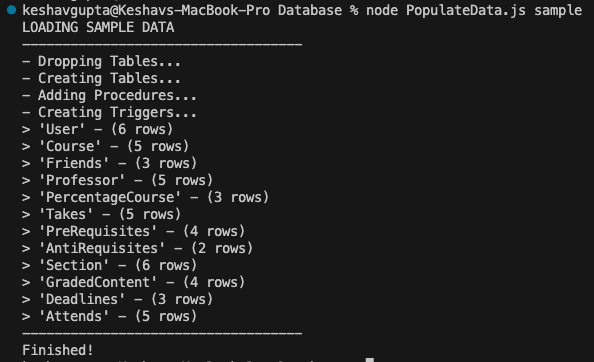 keshavgupta@Keshavs-MacBook-Pro Database % node PopulateData.js sample
LOADING SAMPLE DATA
----------------------------------
- Dropping Tables...
- Creating Tables...
- Adding Procedures...
- Creating Triggers...
> 'User' - (6 rows)
> 'Course' - (5 rows)
> 'Friends' - (3 rows)
> 'Professor' - (5 rows)
> 'PercentageCourse' - (3 rows)
> 'Takes' - (5 rows)
> 'PreRequisites' - (4 rows)
> 'AntiRequisites' - (2 rows)
> 'Section' - (6 rows)
> 'GradedContent' - (4 rows)
> 'Deadlines' - (3 rows)
> 'Attends' - (5 rows)
----------------------------------
Finished!